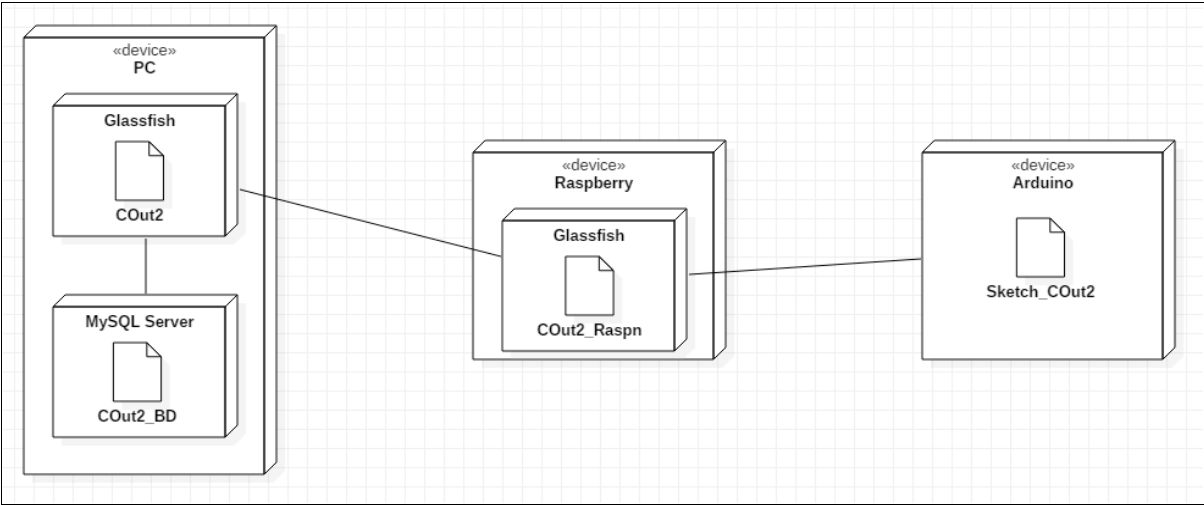 «device»
PC
Glassfish
COut2
MySQL Server
COut2_BD
«device»
Raspberry
Glassfish
COut2_Raspn
«device»
Arduino
Sketch_COut2